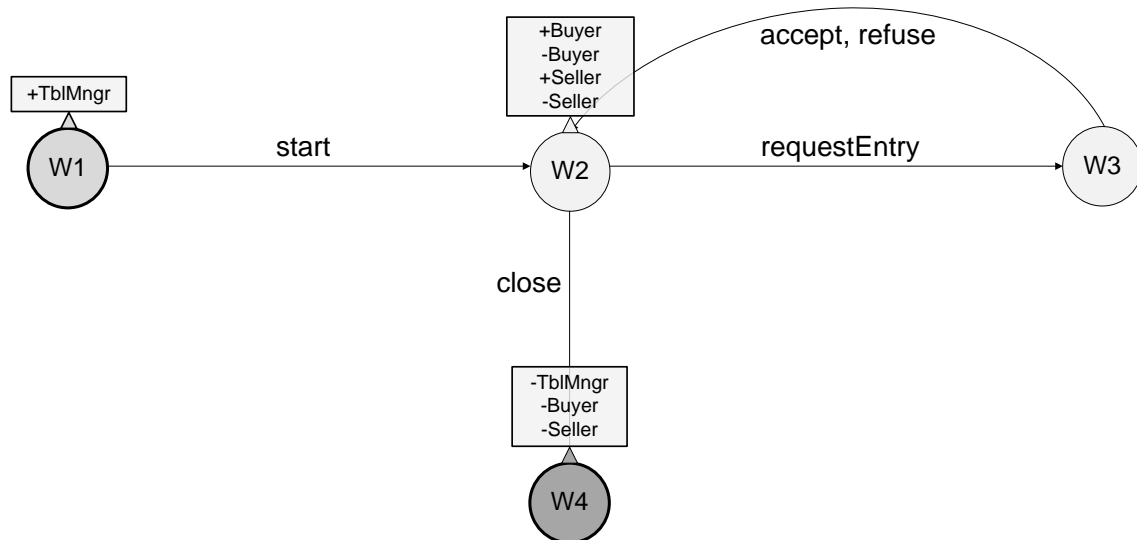 +Buyer
-Buyer
+Seller
-Seller
accept, refuse
+TblMngr
W1
start
W2
requestEntry
W3
close
-TblMngr
-Buyer
-Seller
W4